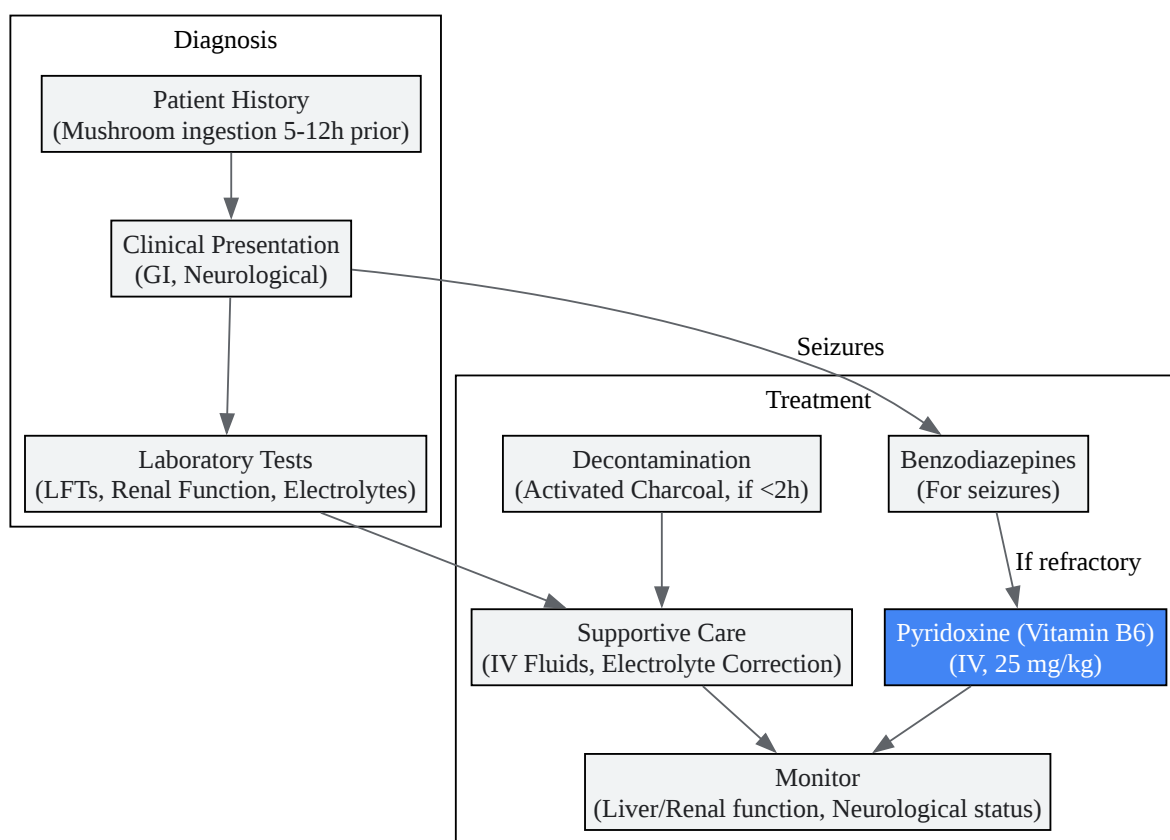 Diagnosis
Patient History
(Mushroom ingestion 5-12h prior)
Clinical Presentation
(GI, Neurological)
Seizures
Treatment
Laboratory Tests
(LFTs, Renal Function, Electrolytes)
Decontamination
(Activated Charcoal, if <2h)
Benzodiazepines
(For seizures)
If refractory
Supportive Care
(IV Fluids, Electrolyte Correction)
Pyridoxine (Vitamin B6)
(IV, 25 mg/kg)
Monitor
(Liver/Renal function, Neurological status)